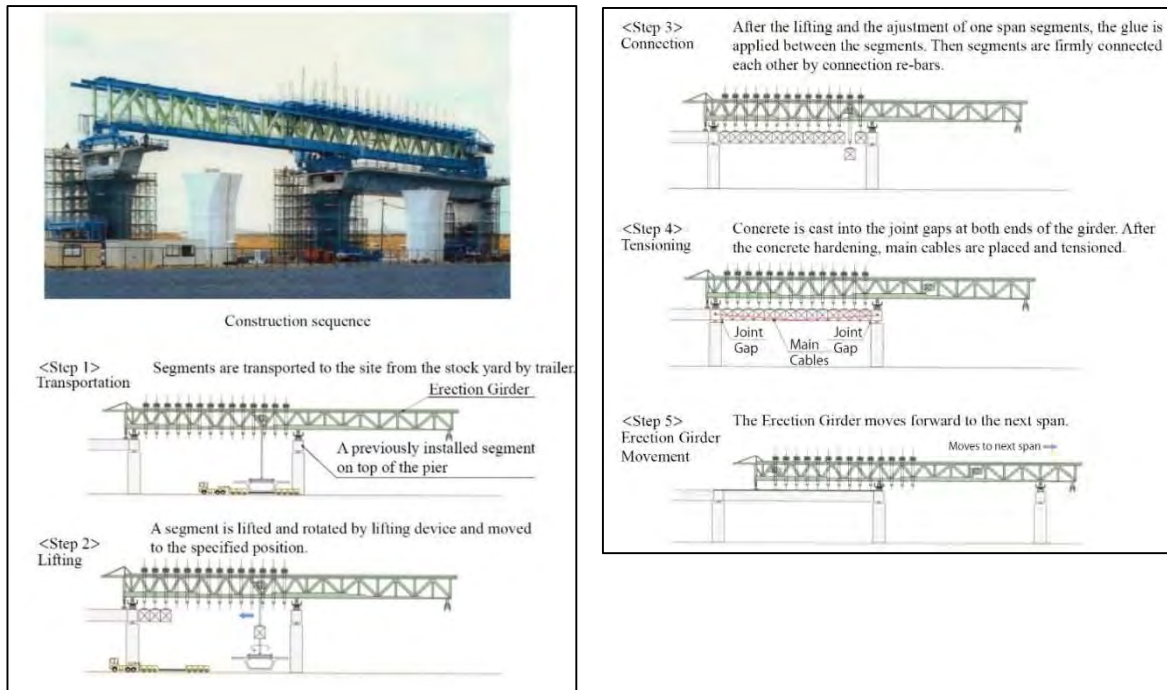 Construction sequence
<Step 1>
Transportation
Segments are transported to the site from the stock yard by trailer.
Erection Girder
A previously installed segment
on top of the pier
<Step 2>
Lifting
A segment is lifted and rotated by lifting device and moved
to the specified position.
<Step 3>
Connection
After the lifting and the ajustment of one span segments, the glue is
applied between the segments. Then segments are firmly connected
each other by connection re-bars.
<Step 4>
Tensioning
Concrete is cast into the joint gaps at both ends of the girder. After
the concrete hardening, main cables are placed and tensioned.
Joint
Gap
Main
Cables
Joint
Gap
<Step 5>
Erection Girder
Movement
The Erection Girder moves forward to the next span.
Moves to next span